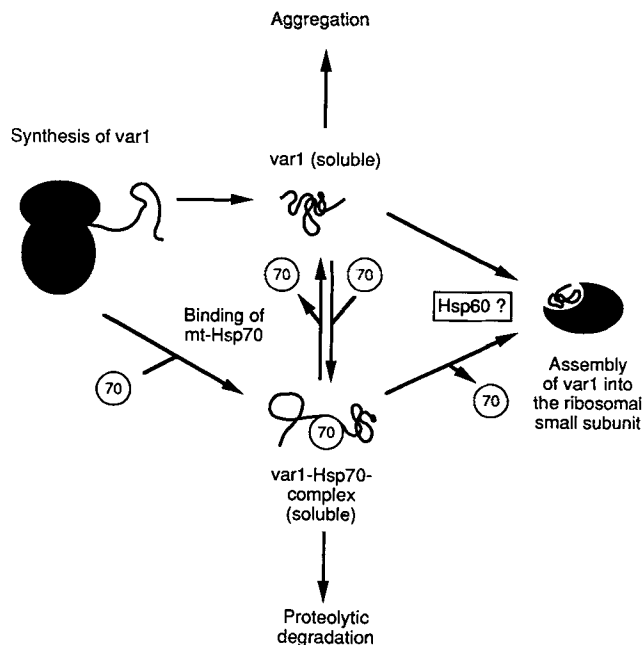 Aggregation
Synthesis of var1
var1 (soluble)
70
70
Binding of
mt-Hsp70
Hsp60 ?
70
70
Assembly
of var1 into
the ribosomal
small subunit
70
var1-Hsp70-
complex
(soluble)
Proteolytic
degradation